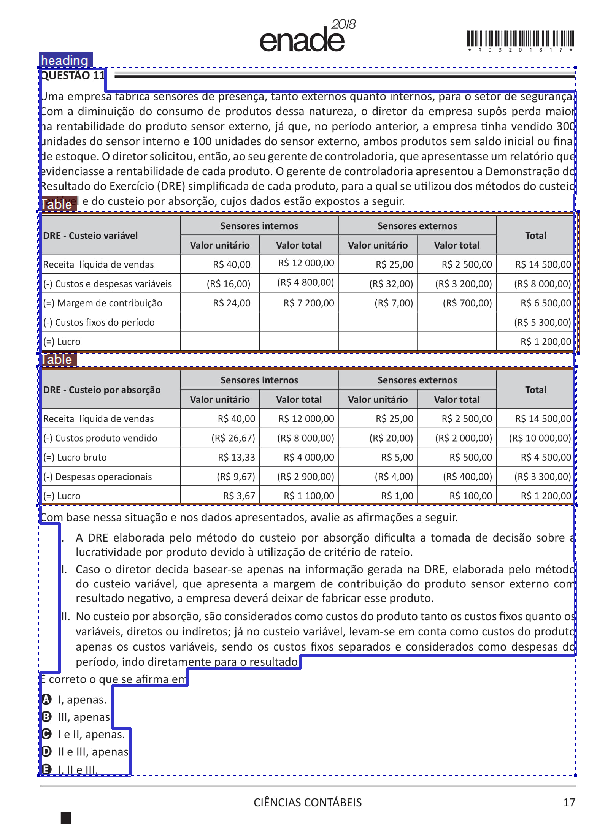 enade2018
*R0520181 7*
heading
QUESTÃO 11
Uma empresa fabrica sensores de presença, tanto externos quanto internos, para o setor de segurança.
Com a diminuição do consumo de produtos dessa natureza, o diretor da empresa supôs perda maior
na rentabilidade do produto sensor externo, já que, no período anterior, a empresa tinha vendido 300
unidades do sensor interno e 100 unidades do sensor externo, ambos produtos sem saldo inicial ou final
de estoque. O diretor solicitou, então, ao seu gerente de controladoria, que apresentasse um relatório que
evidenciasse a rentabilidade de cada produto. O gerente de controladoria apresentou a Demonstração do
Resultado do Exercício (DRE) simplificada de cada produto, para a qual se utilizou dos métodos do custeio
Table e do custeio por absorção, cujos dados estão expostos a seguir.
DRE - Custeio variável Sensores internos Sensores externos Total
Valor unitário Valor total Valor unitário Valor total
Receita líquida de vendas R$ 40,00 R$ 12 000,00 R$ 25,00 R$ 2 500,00 R$ 14 500,00
(-) Custos e despesas variáveis (R$ 16,00) (R$ 4 800,00) (R$ 32,00) (R$ 3 200,00) (R$ 8 000,00)
(=) Margem de contribuição R$ 24,00 R$ 7 200,00 (R$ 7,00) (R$ 700,00) R$ 6 500,00
(-) Custos fixos do período (R$ 5 300,00)
(=) Lucro R$ 1 200,00
Table
DRE - Custeio por absorção Sensores internos Sensores externos Total
Valor unitário Valor total Valor unitário Valor total
Receita líquida de vendas R$ 40,00 R$ 12 000,00 R$ 25,00 R$ 2 500,00 R$ 14 500,00
(-) Custos produto vendido (R$ 26,67) (R$ 8 000,00) (R$ 20,00) (R$ 2 000,00) (R$ 10 000,00)
(=) Lucro bruto R$ 13,33 R$ 4 000,00 R$ 5,00 R$ 500,00 R$ 4 500,00
(-) Despesas operacionais (R$ 9,67) (R$ 2 900,00) (R$ 4,00) (R$ 400,00) (R$ 3 300,00)
(=) Lucro R$ 3,67 R$ 1 100,00 R$ 1,00 R$ 100,00 R$ 1 200,00
Com base nessa situação e nos dados apresentados, avalie as afirmações a seguir.
I. A DRE elaborada pelo método do custeio por absorção dificulta a tomada de decisão sobre a
lucratividade por produto devido à utilização de critério de rateio.
II. Caso o diretor decida basear-se apenas na informação gerada na DRE, elaborada pelo método
do custeio variável, que apresenta a margem de contribuição do produto sensor externo com
resultado negativo, a empresa deverá deixar de fabricar esse produto.
III. No custeio por absorção, são considerados como custos do produto tanto os custos fixos quanto os
variáveis, diretos ou indiretos; já no custeio variável, levam-se em conta como custos do produto
apenas os custos variáveis, sendo os custos fixos separados e considerados como despesas do
período, indo diretamente para o resultado.
É correto o que se afirma em
A I, apenas.
B III, apenas.
C I e II, apenas.
D II e III, apenas.
E I, II e III.
CIÊNCIAS CONTÁBEIS 17